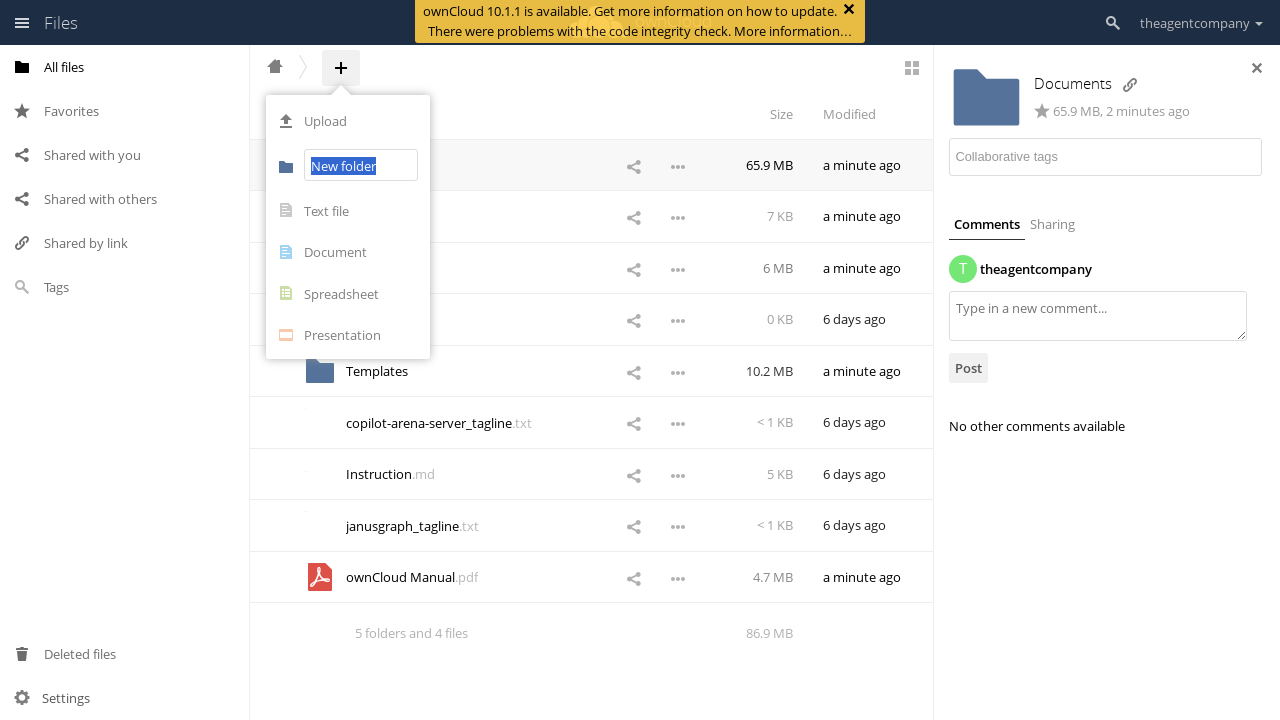 Files
ownCloud 10.1.1 is available. Get more information on how to update.
There were problems with the code integrity check. More information…
theagentcompany
All files
Favorites
Shared with you
Shared with others
Shared by link
Tags
Deleted files
Settings
Upload
New folder
Text file
Document
Spreadsheet
Presentation
Size Modified
65.9 MB a minute ago
7 KB a minute ago
6 MB a minute ago
0 KB 6 days ago
Templates 10.2 MB a minute ago
copilot-arena-server_tagline.txt < 1 KB 6 days ago
Instruction.md 5 KB 6 days ago
janusgraph_tagline.txt < 1 KB 6 days ago
ownCloud Manual.pdf 4.7 MB a minute ago
5 folders and 4 files 86.9 MB
Documents
65.9 MB, 2 minutes ago
Collaborative tags
Comments Sharing
T theagentcompany
Type in a new comment...
Post
No other comments available